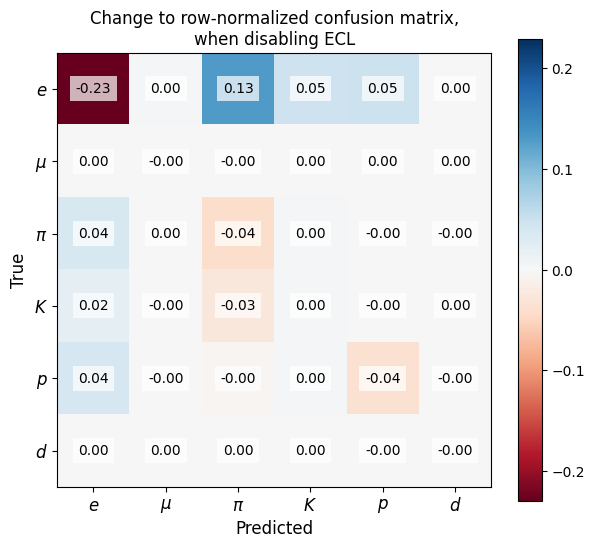 Change to row-normalized confusion matrix,
when disabling ECL
e -0.23 0.00 0.13 0.05 0.05 0.00
μ 0.00 -0.00 -0.00 0.00 0.00 0.00
π 0.04 0.00 -0.04 0.00 -0.00 -0.00
K 0.02 -0.00 -0.03 0.00 -0.00 0.00
p 0.04 -0.00 -0.00 0.00 -0.04 -0.00
d 0.00 0.00 0.00 0.00 -0.00 -0.00
e μ π K p d
Predicted
True
0.2
0.1
0.0
−0.1
−0.2